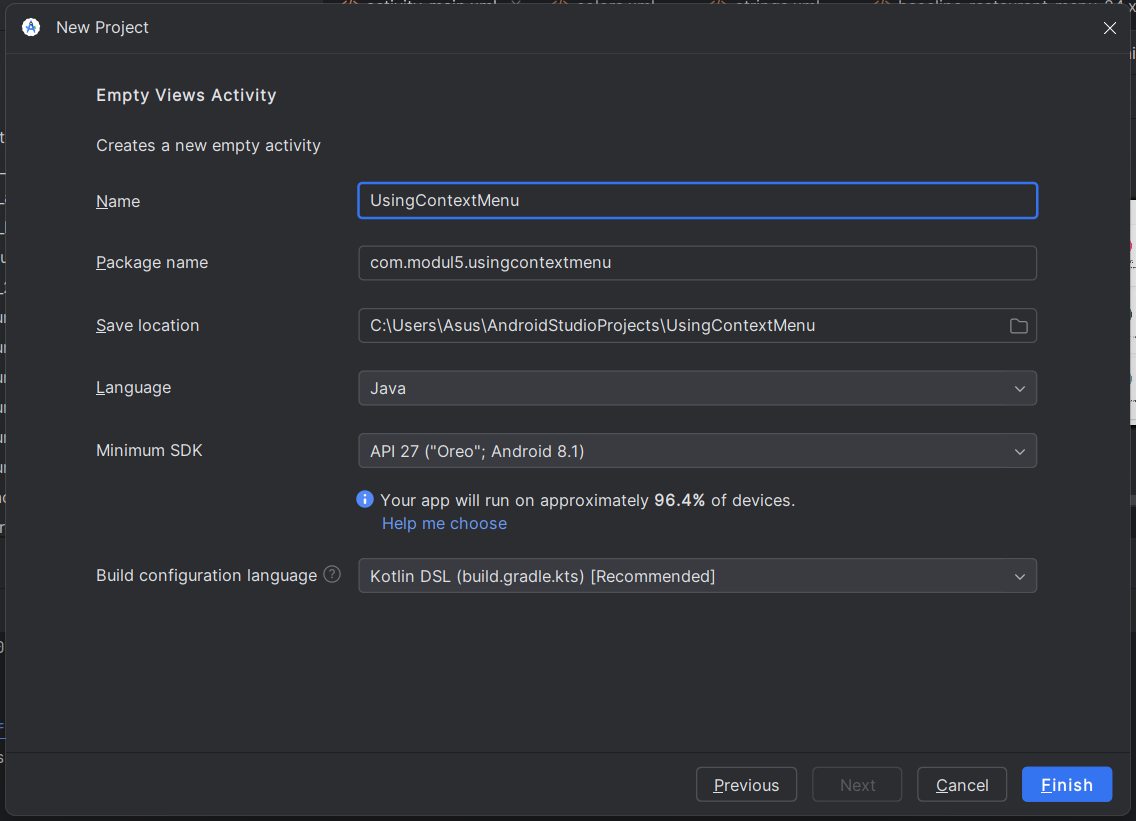 New Project
Empty Views Activity
Creates a new empty activity
Name UsingContextMenu
Package name com.modul5.usingcontextmenu
Save location C:\Users\Asus\AndroidStudioProjects\UsingContextMenu
Language Java
Minimum SDK API 27 ("Oreo"; Android 8.1)
Your app will run on approximately 96.4% of devices.
Help me choose
Build configuration language ? Kotlin DSL (build.gradle.kts) [Recommended]
Previous Next Cancel Finish